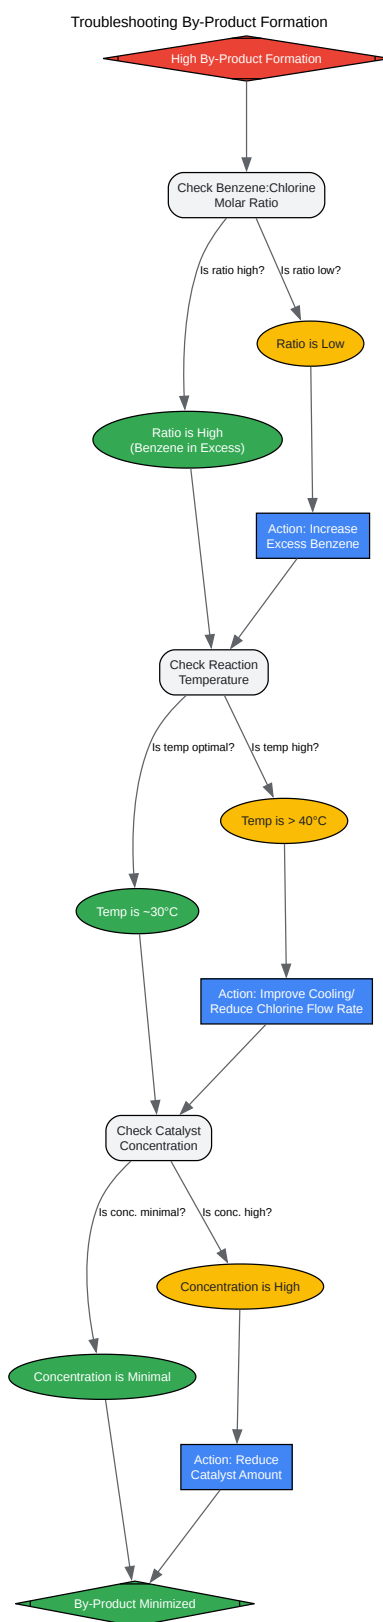 Troubleshooting By-Product Formation
High By-Product Formation
Check Benzene:Chlorine
Molar Ratio
Is ratio high?
Is ratio low?
Ratio is Low
Ratio is High
(Benzene in Excess)
Action: Increase
Excess Benzene
Check Reaction
Temperature
Is temp optimal?
Is temp high?
Temp is > 40°C
Temp is ~30°C
Action: Improve Cooling/
Reduce Chlorine Flow Rate
Check Catalyst
Concentration
Is conc. minimal?
Is conc. high?
Concentration is High
Concentration is Minimal
Action: Reduce
Catalyst Amount
By-Product Minimized